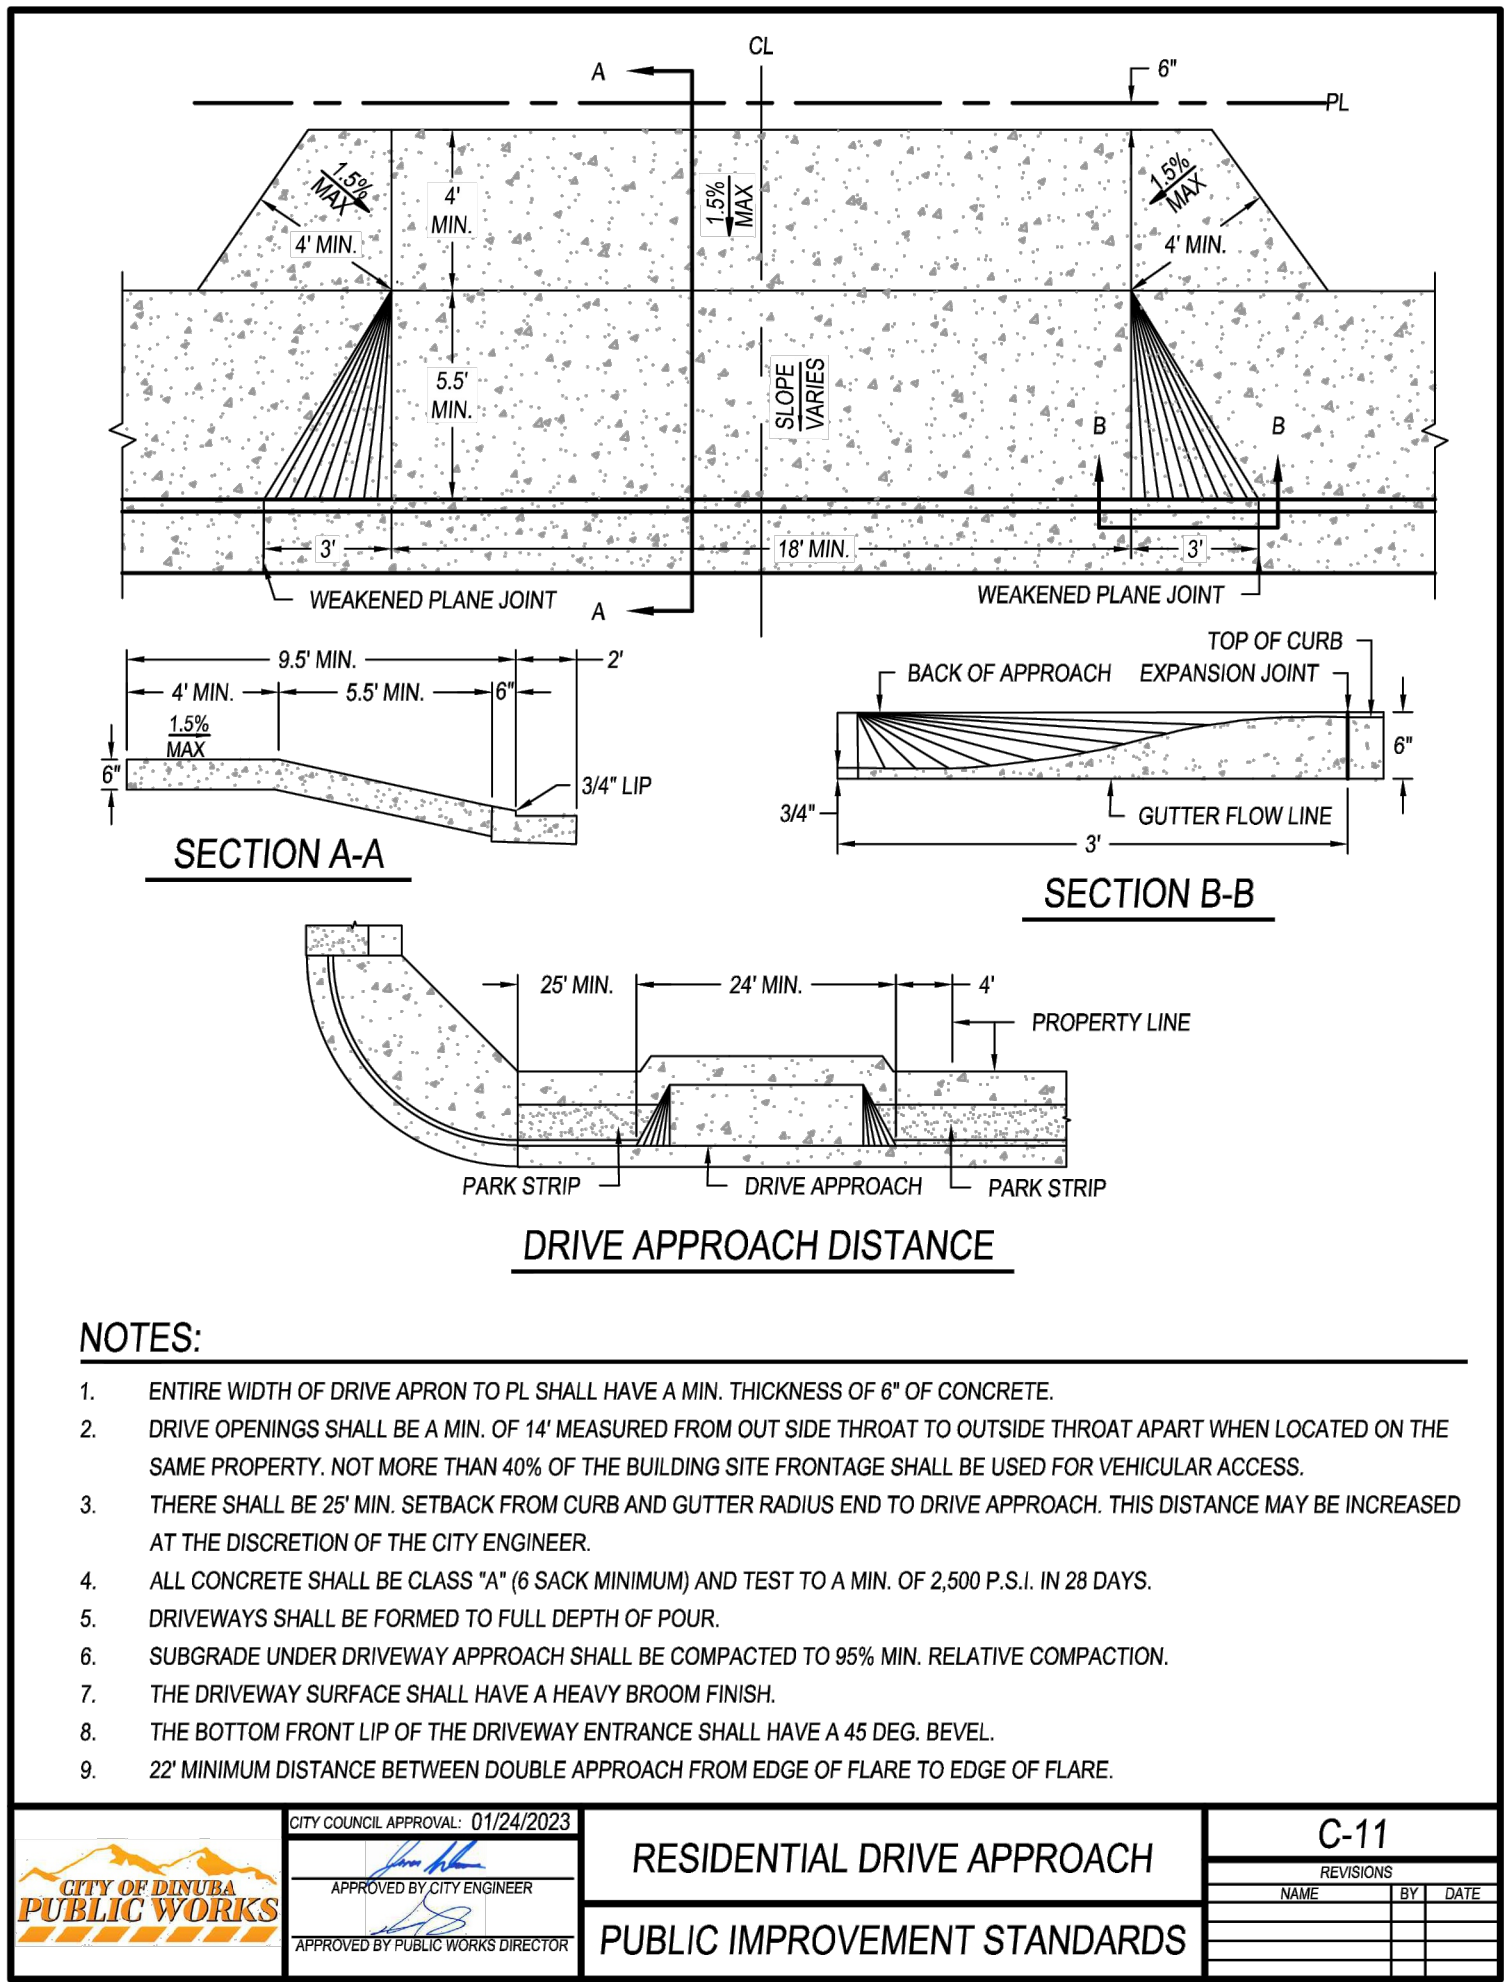 CL
A
6"
PL
1.5%
MAX
4'
MIN.
1.5%
MAX
1.5%
MAX
4' MIN.
4' MIN.
5.5'
MIN.
SLOPE
VARIES
B
B
3'
18' MIN.
3'
WEAKENED PLANE JOINT
A
WEAKENED PLANE JOINT
9.5' MIN.
2'
4' MIN.
5.5' MIN.
6"
1.5%
MAX
6"
3/4" LIP
SECTION A-A
TOP OF CURB
BACK OF APPROACH
EXPANSION JOINT
6"
3/4"
GUTTER FLOW LINE
3'
SECTION B-B
25' MIN.
24' MIN.
4'
PROPERTY LINE
PARK STRIP
DRIVE APPROACH
PARK STRIP
DRIVE APPROACH DISTANCE
NOTES:
1. ENTIRE WIDTH OF DRIVE APRON TO PL SHALL HAVE A MIN. THICKNESS OF 6" OF CONCRETE.
2. DRIVE OPENINGS SHALL BE A MIN. OF 14' MEASURED FROM OUT SIDE THROAT TO OUTSIDE THROAT APART WHEN LOCATED ON THE
SAME PROPERTY. NOT MORE THAN 40% OF THE BUILDING SITE FRONTAGE SHALL BE USED FOR VEHICULAR ACCESS.
3. THERE SHALL BE 25' MIN. SETBACK FROM CURB AND GUTTER RADIUS END TO DRIVE APPROACH. THIS DISTANCE MAY BE INCREASED
AT THE DISCRETION OF THE CITY ENGINEER.
4. ALL CONCRETE SHALL BE CLASS "A" (6 SACK MINIMUM) AND TEST TO A MIN. OF 2,500 P.S.I. IN 28 DAYS.
5. DRIVEWAYS SHALL BE FORMED TO FULL DEPTH OF POUR.
6. SUBGRADE UNDER DRIVEWAY APPROACH SHALL BE COMPACTED TO 95% MIN. RELATIVE COMPACTION.
7. THE DRIVEWAY SURFACE SHALL HAVE A HEAVY BROOM FINISH.
8. THE BOTTOM FRONT LIP OF THE DRIVEWAY ENTRANCE SHALL HAVE A 45 DEG. BEVEL.
9. 22' MINIMUM DISTANCE BETWEEN DOUBLE APPROACH FROM EDGE OF FLARE TO EDGE OF FLARE.
CITY OF DINUBA
PUBLIC WORKS
CITY COUNCIL APPROVAL: 01/24/2023
APPROVED BY CITY ENGINEER
APPROVED BY PUBLIC WORKS DIRECTOR
RESIDENTIAL DRIVE APPROACH
PUBLIC IMPROVEMENT STANDARDS
C-11
REVISIONS
NAME BY DATE